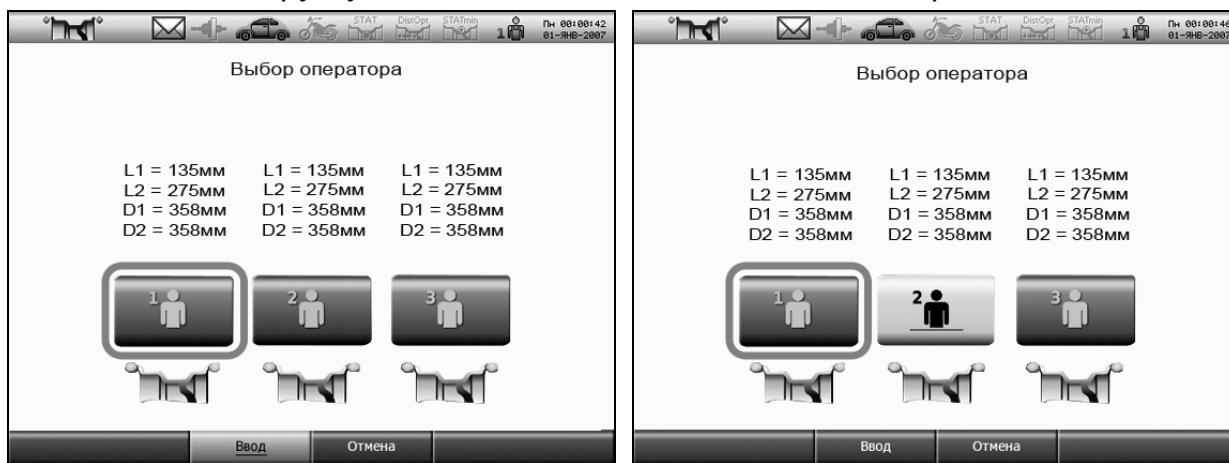 STAT DistOpt STATmin 1 Пн 00:00:42
01-ЯНВ-2007
Выбор оператора
L1 = 135мм L1 = 135мм L1 = 135мм
L2 = 275мм L2 = 275мм L2 = 275мм
D1 = 358мм D1 = 358мм D1 = 358мм
D2 = 358мм D2 = 358мм D2 = 358мм
1 2 3
Ввод Отмена
STAT DistOpt STATmin 1 Пн 00:00:46
01-ЯНВ-2007
Выбор оператора
L1 = 135мм L1 = 135мм L1 = 135мм
L2 = 275мм L2 = 275мм L2 = 275мм
D1 = 358мм D1 = 358мм D1 = 358мм
D2 = 358мм D2 = 358мм D2 = 358мм
1 2 3
Ввод Отмена